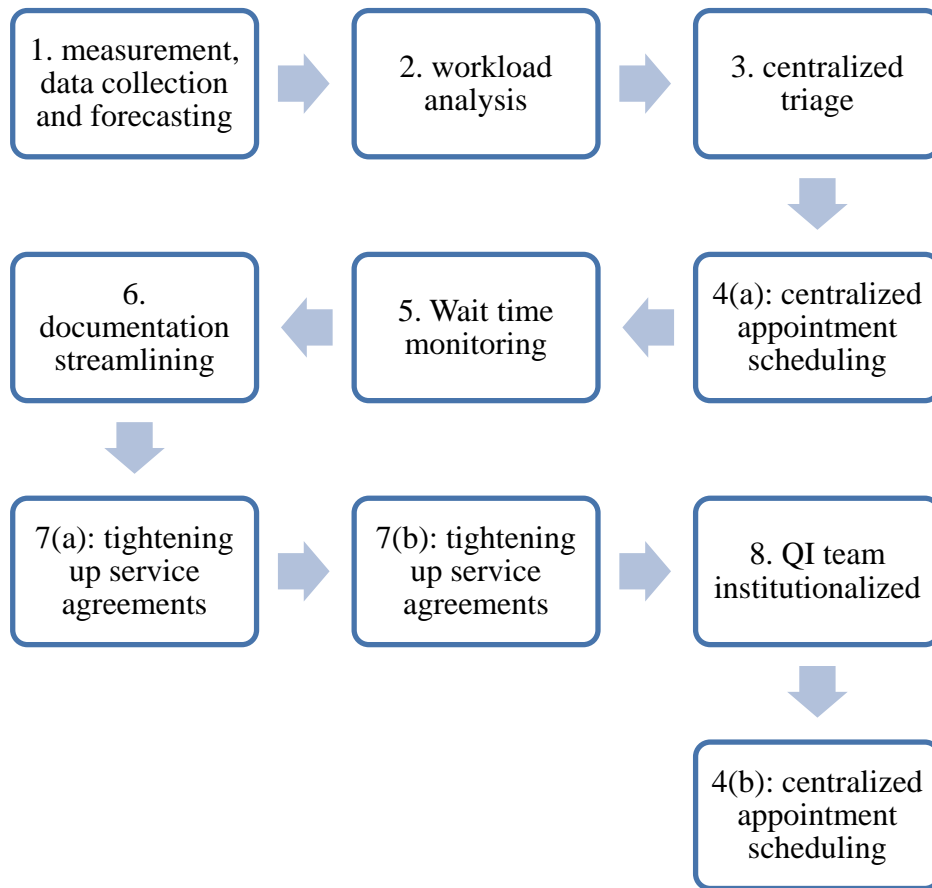 1. measurement,
data collection
and forecasting
2. workload
analysis
3. centralized
triage
4(a): centralized
appointment
scheduling
5. Wait time
monitoring
6.
documentation
streamlining
7(a): tightening
up service
agreements
7(b): tightening
up service
agreements
8. QI team
institutionalized
4(b): centralized
appointment
scheduling